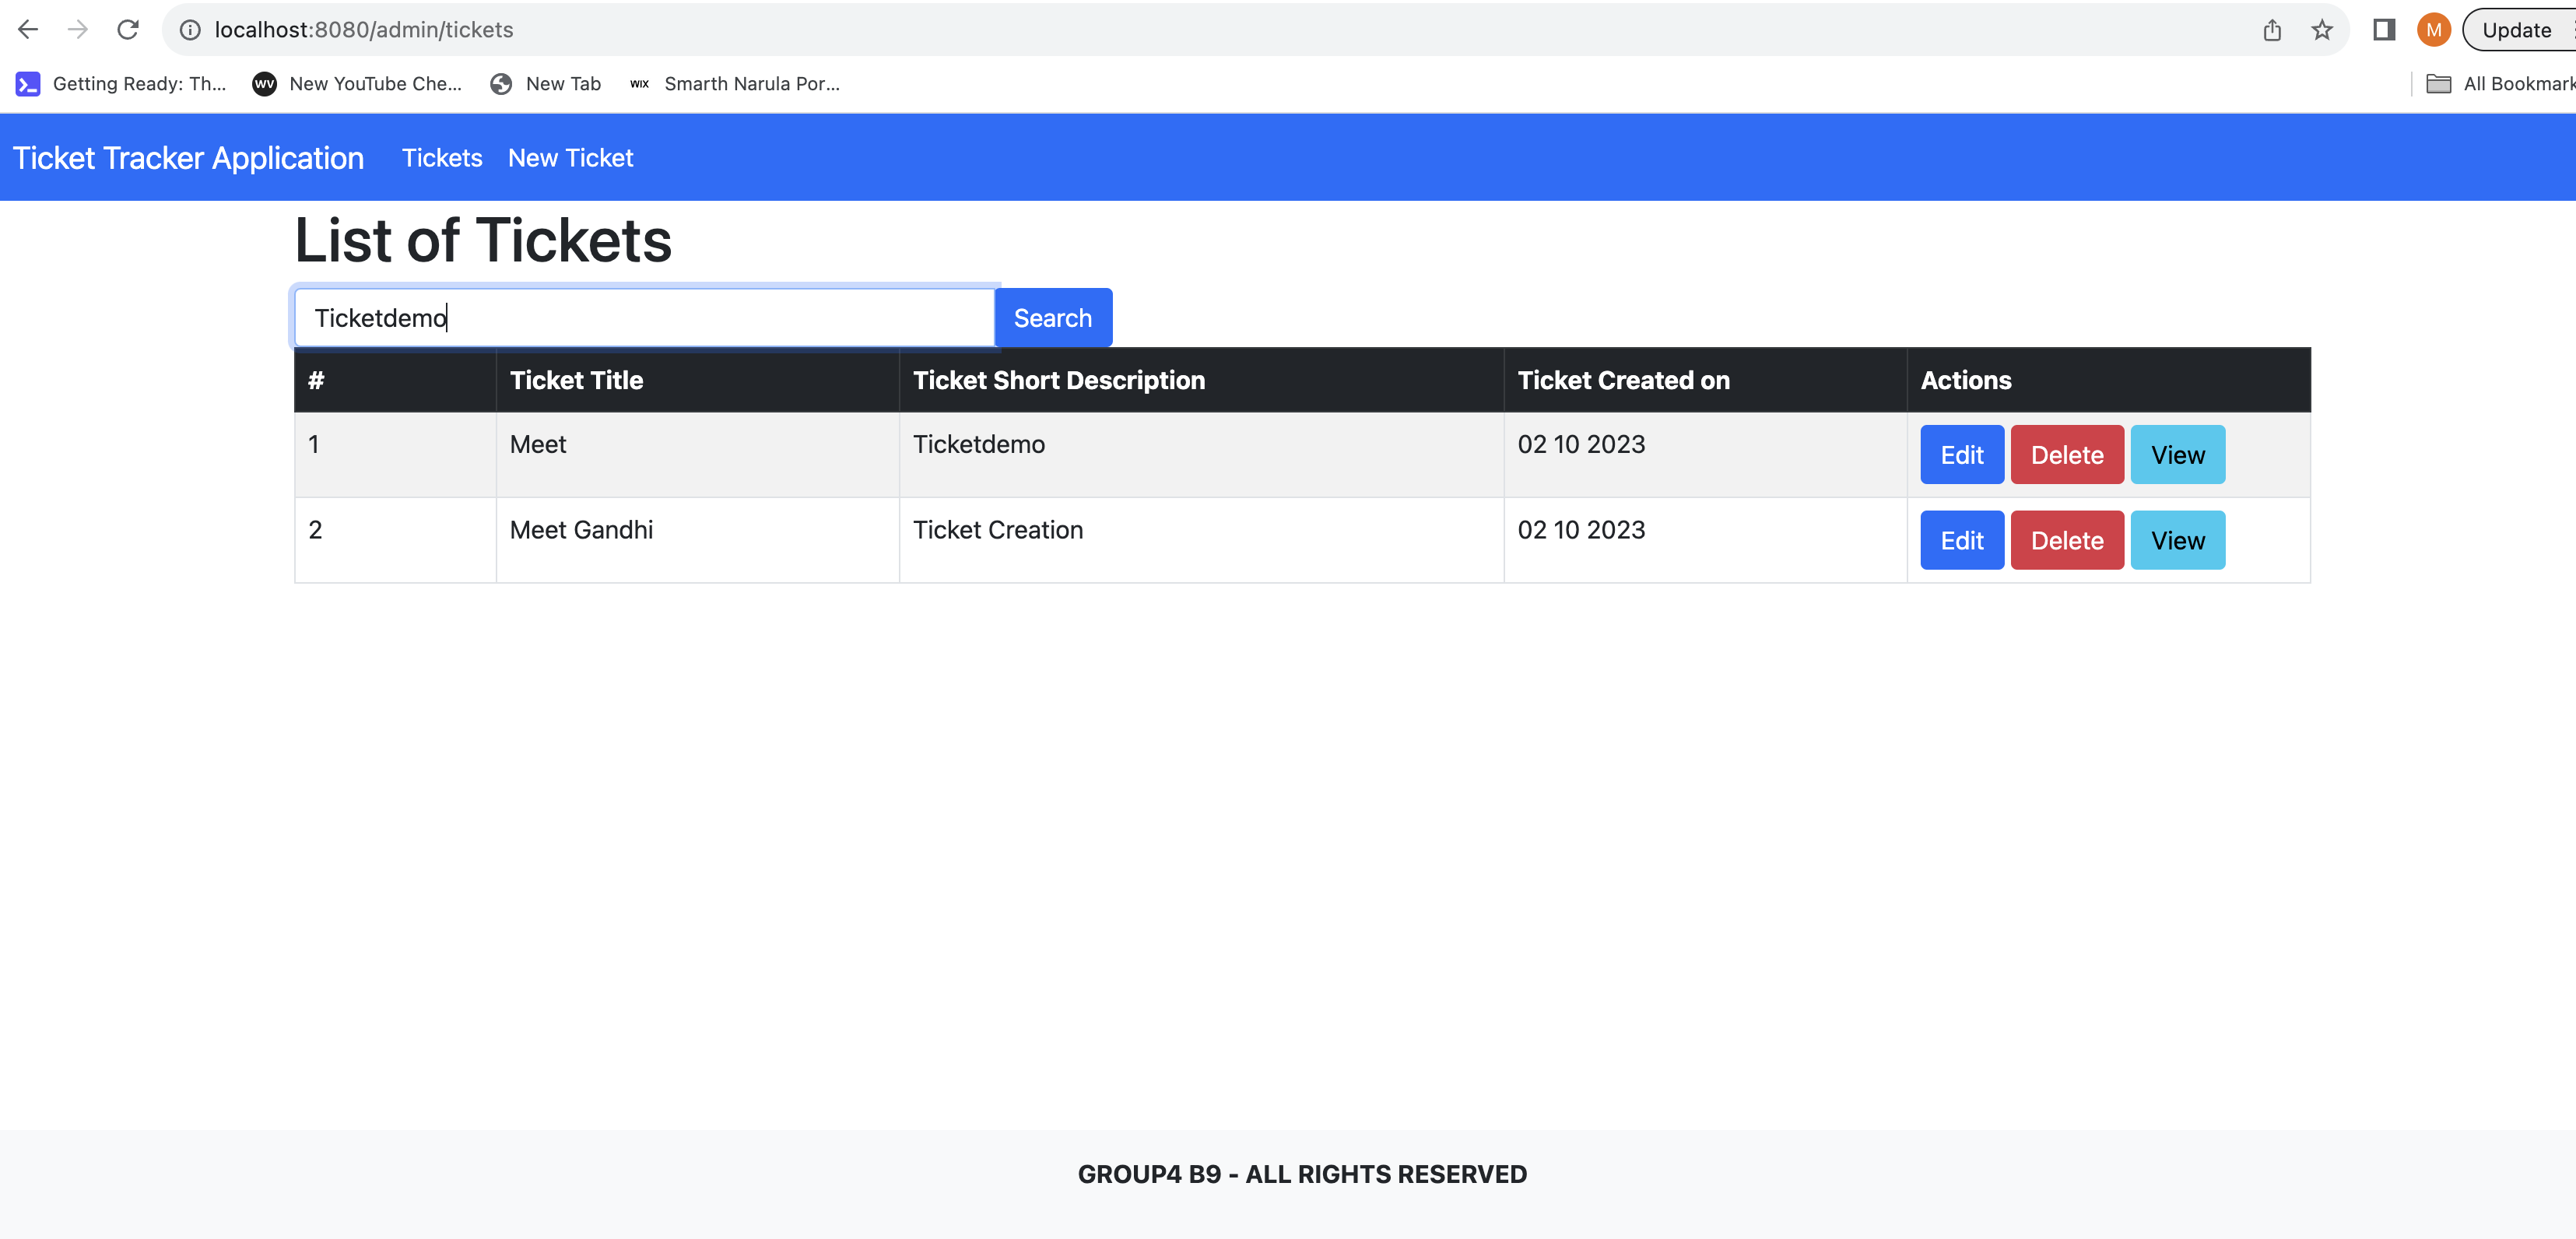 localhost:8080/admin/tickets
M
Update
Getting Ready: Th...
WV
New YouTube Che...
New Tab
WIX
Smarth Narula Por...
All Bookmark
Ticket Tracker Application
Tickets
New Ticket
List of Tickets
Ticketdemo
Search
# Ticket Title Ticket Short Description Ticket Created on Actions
1 Meet Ticketdemo 02 10 2023 Edit Delete View
2 Meet Gandhi Ticket Creation 02 10 2023 Edit Delete View
GROUP4 B9 - ALL RIGHTS RESERVED